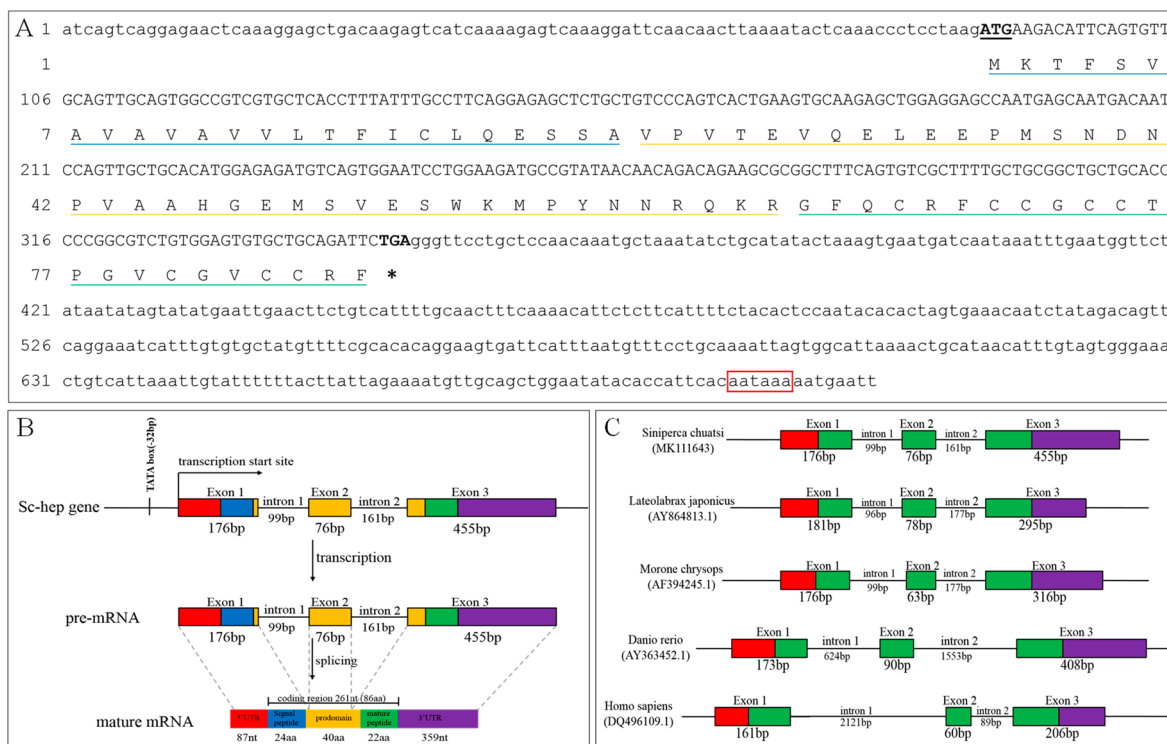 A
1 atcagtcaggagaactcaaaggagctgacaagagtcatcaaaagagtcaaaggattcaacaacttaaaatactcaaaccctcctaagATGAAGACATTCAGTGTT
1 M K T F S V
106 GCAGTTGCAGTGGCCGTCGTGCTCACCTTTATTTGCCTTCAGGAGAGCTCTGCTGTCCCAGTCACTGAAGTGCAAGAGCTGGAGGAGCCAATGAGCAATGACAAT
7 A V A V A V V L T F I C L Q E S S A V P V T E V Q E L E E P M S N D N
211 CCAGTTGCTGCACATGGAGAGATGTCAGTGGAATCCTGGAAGATGCCGTATAACAACAGACAGAAGCGCGGCTTTCAGTGTCGCTTTTGCTGCGGCTGCTGCACC
42 P V A A H G E M S V E S W K M P Y N N R Q K R G F Q C R F C C G C C T
316 CCCGGCGTCTGTGGAGTGTGCTGCAGATTCTGAgggttcctgctccaacaaatgctaaatatctgcatatactaaagtgaatgatcaataaatttgaatggttct
77 P G V C G V C C R F *
421 ataatatagtatatgaattgaacttctgtcattttgcaactttcaaaacattctcttcattttctacactccaatacacactagtgaaacaatctatagacagtt
526 caggaaatcatttgtgtgctatgttttcgcacacaggaagtgattcatttaatgtttcctgcaaaattagtggcattaaaactgcataacatttgtagtgggaaa
631 ctgtcattaaattgtatttttttacttattagaaaatgttgcagctggaatatacaccattcacaataaaaatgaatt
B
TATA box(-32bp)
transcription start site
Sc-hep gene
Exon 1 intron 1 Exon 2 intron 2 Exon 3
176bp 99bp 76bp 161bp 455bp
transcription
pre-mRNA
Exon 1 intron 1 Exon 2 intron 2 Exon 3
176bp 99bp 76bp 161bp 455bp
splicing
coding region 261nt (86aa)
mature mRNA
5'UTR Signal peptide prodomain mature peptide 3'UTR
87nt 24aa 40aa 22aa 359nt
C
Siniperca chuatsi
(MK111643)
Exon 1 intron 1 Exon 2 intron 2 Exon 3
176bp 99bp 76bp 161bp 455bp
Lateolabrax japonicus
(AY864813.1)
Exon 1 intron 1 Exon 2 intron 2 Exon 3
181bp 96bp 78bp 177bp 295bp
Morone chrysops
(AF394245.1)
Exon 1 intron 1 Exon 2 intron 2 Exon 3
176bp 99bp 63bp 177bp 316bp
Danio rerio
(AY363452.1)
Exon 1 intron 1 Exon 2 intron 2 Exon 3
173bp 624bp 90bp 1553bp 408bp
Homo sapiens
(DQ496109.1)
Exon 1 intron 1 Exon 2 intron 2 Exon 3
161bp 2121bp 60bp 89bp 206bp